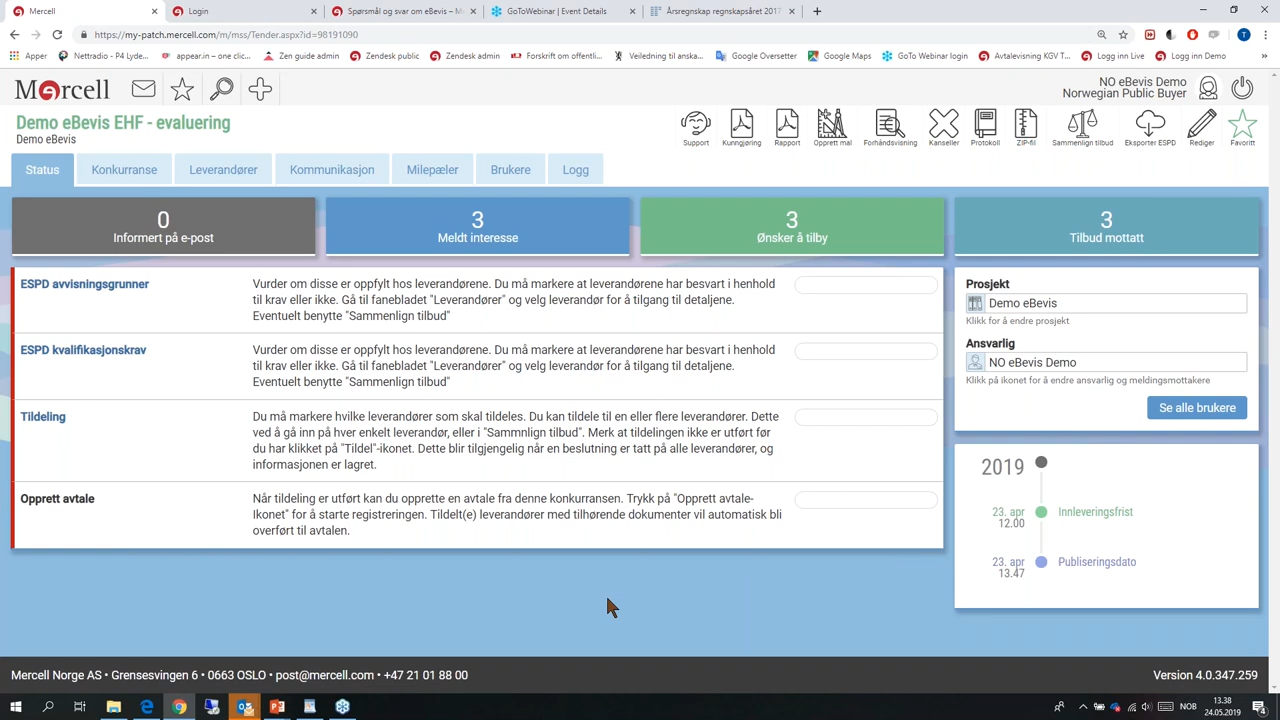 Mercell
Login
Spørsmål og svar om eBevis – Me
GoToWebinar | Event Details
Årsregnskap regnskapsåret 2017
https://my-patch.mercell.com/m/mss/Tender.aspx?id=98191090
Apper
Nettradio - P4 Lyde...
appear.in – one clic...
Zen guide admin
Zendesk public
Zendesk admin
Forskrift om offentl...
Veiledning til anska...
Google Oversetter
Google Maps
GoTo Webinar login
Avtalevisning KGV T...
Logg inn Live
Logg inn Demo
»
T
Mercell
NO eBevis Demo
Norwegian Public Buyer
Demo eBevis EHF - evaluering
Demo eBevis
Support
Kunngjøring
Rapport
Opprett mal
Forhåndsvisning
Kanseller
Protokoll
ZIP-fil
Sammenlign tilbud
Eksporter ESPD
Rediger
Favoritt
Status
Konkurranse
Leverandører
Kommunikasjon
Milepæler
Brukere
Logg
0
Informert på e-post
3
Meldt interesse
3
Ønsker å tilby
3
Tilbud mottatt
ESPD avvisningsgrunner
Vurder om disse er oppfylt hos leverandørene. Du må markere at leverandørene har besvart i henhold
til krav eller ikke. Gå til fanebladet "Leverandører" og velg leverandør for å tilgang til detaljene.
Eventuelt benytte "Sammenlign tilbud"
ESPD kvalifikasjonskrav
Vurder om disse er oppfylt hos leverandørene. Du må markere at leverandørene har besvart i henhold
til krav eller ikke. Gå til fanebladet "Leverandører" og velg leverandør for å tilgang til detaljene.
Eventuelt benytte "Sammenlign tilbud"
Tildeling
Du må markere hvilke leverandører som skal tildeles. Du kan tildele til en eller flere leverandører. Dette
ved å gå inn på hver enkelt leverandør, eller i "Sammnlign tilbud". Merk at tildelingen ikke er utført før
du har klikket på "Tildel"-ikonet. Dette blir tilgjengelig når en beslutning er tatt på alle leverandører, og
informasjonen er lagret.
Opprett avtale
Når tildeling er utført kan du opprette en avtale fra denne konkurransen. Trykk på "Opprett avtale-
Ikonet" for å starte registreringen. Tildelt(e) leverandører med tilhørende dokumenter vil automatisk bli
overført til avtalen.
Prosjekt
Demo eBevis
Klikk for å endre prosjekt
Ansvarlig
NO eBevis Demo
Klikk på ikonet for å endre ansvarlig og meldingsmottakere
Se alle brukere
2019
23. apr
12.00
Innleveringsfrist
23. apr
13.47
Publiseringsdato
Mercell Norge AS • Grensesvingen 6 • 0663 OSLO • post@mercell.com • +47 21 01 88 00
Version 4.0.347.259
NOB
13.38
24.05.2019
4